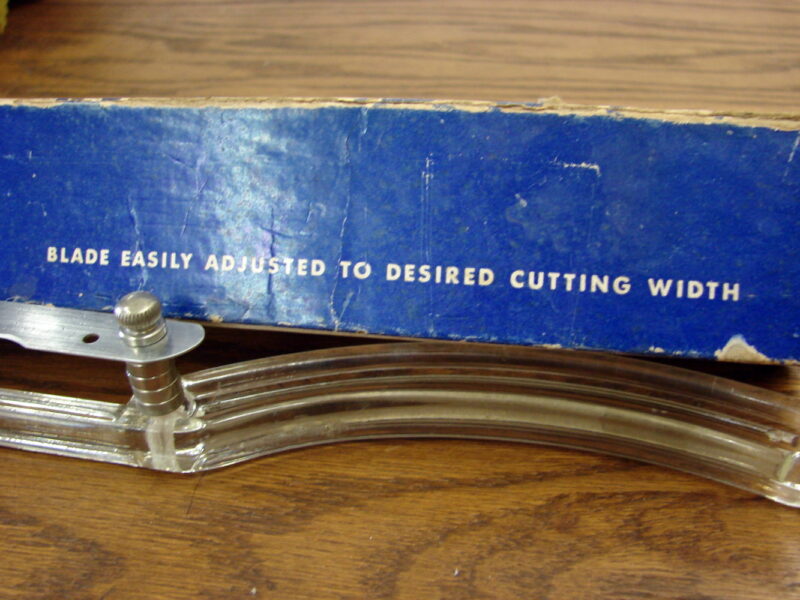 BLADE EASILY ADJUSTED TO DESIRED CUTTING WIDTH